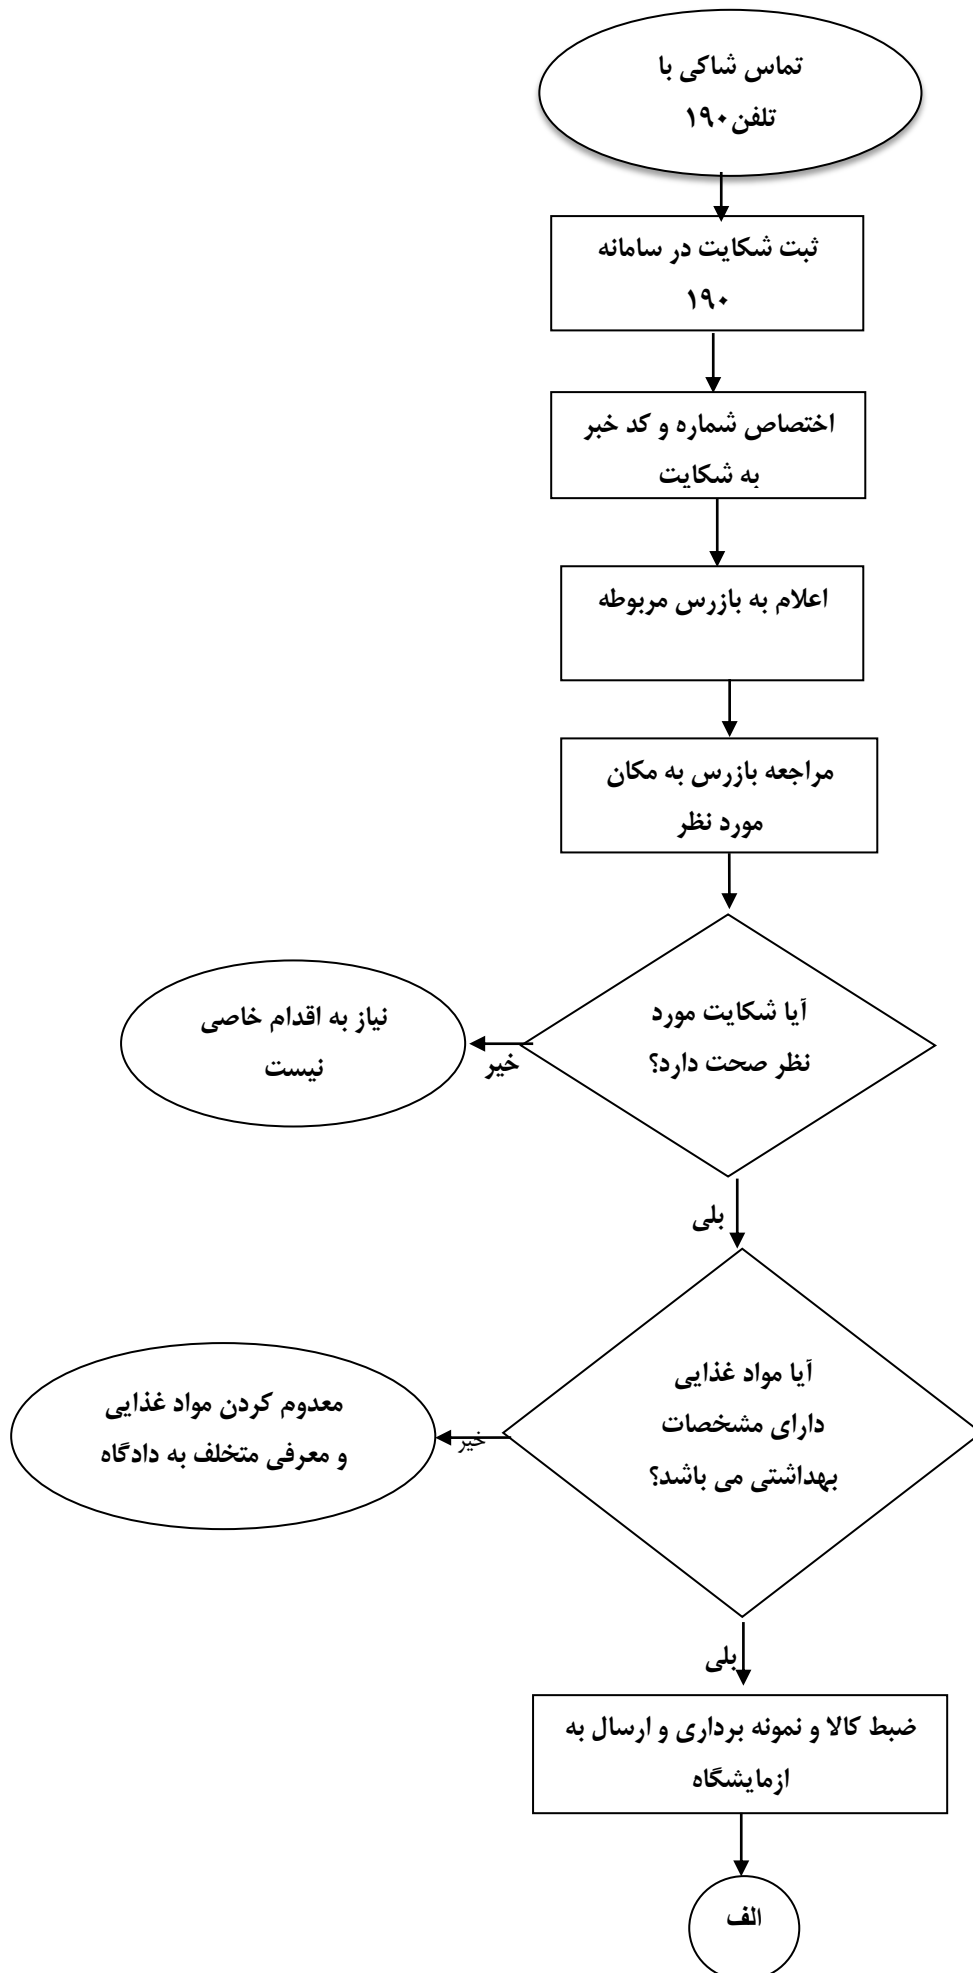 تماس شاکی با
تلفن۱۹۰
ثبت شکایت در سامانه
۱۹۰
اختصاص شماره و کد خبر
به شکایت
اعلام به بازرس مربوطه
مراجعه بازرس به مکان
مورد نظر
آیا شکایت مورد
نظر صحت دارد؟
خیر
نیاز به اقدام خاصی
نیست
بلی
آیا مواد غذایی
دارای مشخصات
بهداشتی می باشد؟
خیر
معدوم کردن مواد غذایی
و معرفی متخلف به دادگاه
بلی
ضبط کالا و نمونه برداری و ارسال به
ازمایشگاه
الف